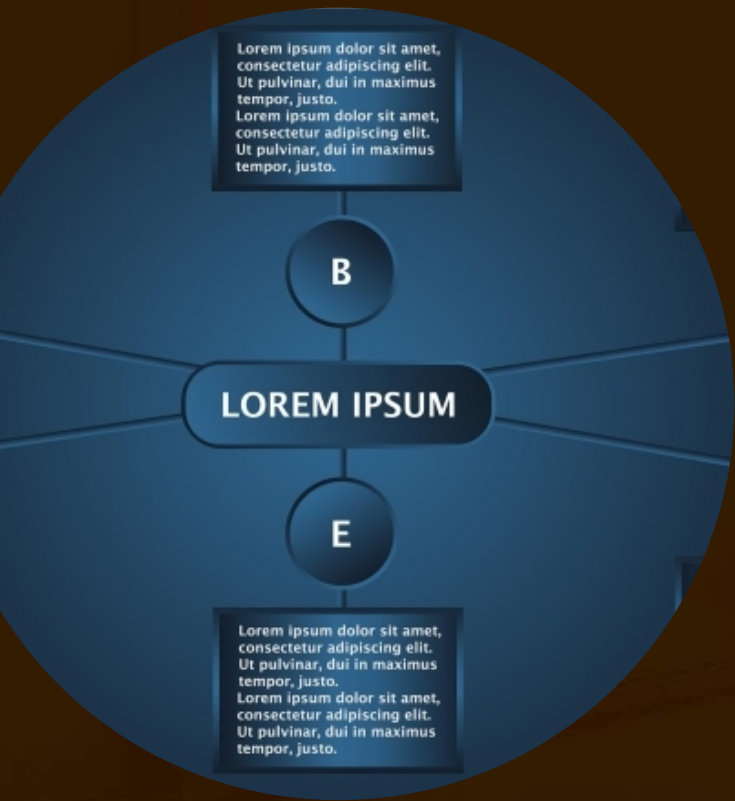 Lorem ipsum dolor sit amet,
consectetur adipiscing elit.
Ut pulvinar, dui in maximus
tempor, justo.
Lorem ipsum dolor sit amet,
consectetur adipiscing elit.
Ut pulvinar, dui in maximus
tempor, justo.
B
LOREM IPSUM
E
Lorem ipsum dolor sit amet,
consectetur adipiscing elit.
Ut pulvinar, dui in maximus
tempor, justo.
Lorem ipsum dolor sit amet,
consectetur adipiscing elit.
Ut pulvinar, dui in maximus
tempor, justo.